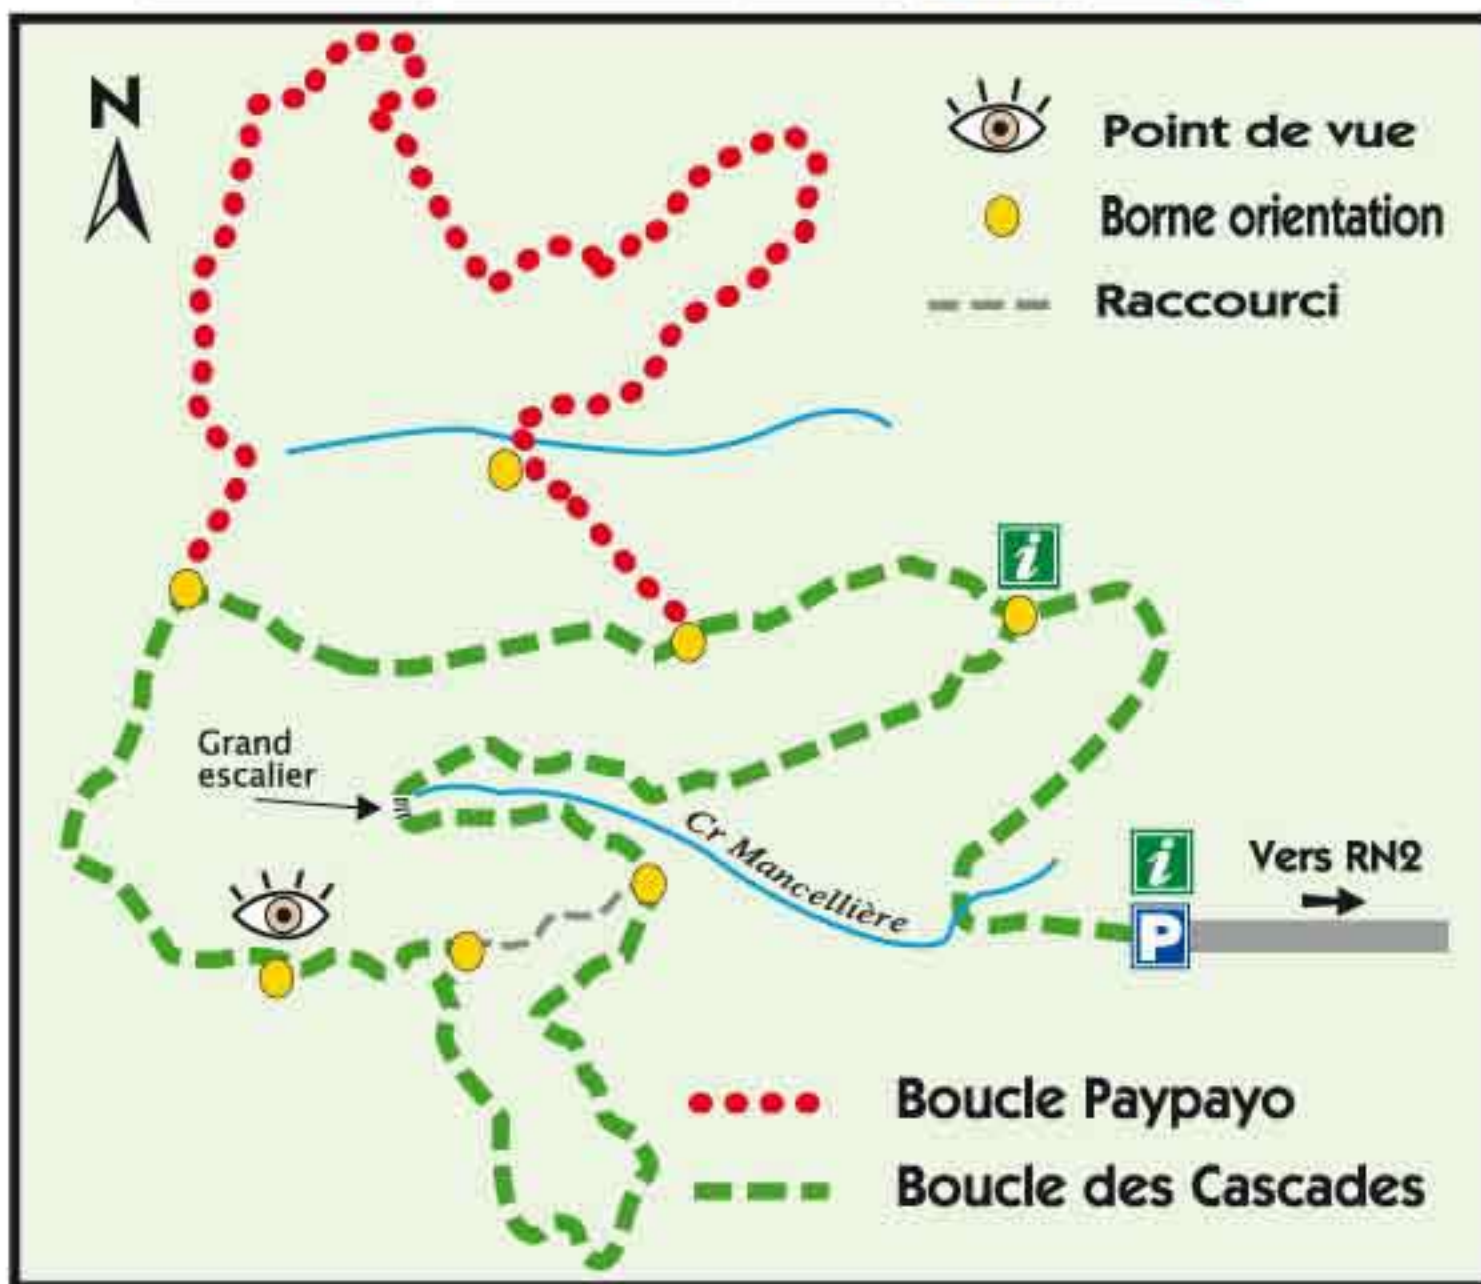 N
Point de vue
Borne orientation
Raccourci
i
Grand
escalier
Cr Mancellière
i
Vers RN2
P
Boucle Paypayo
Boucle des Cascades